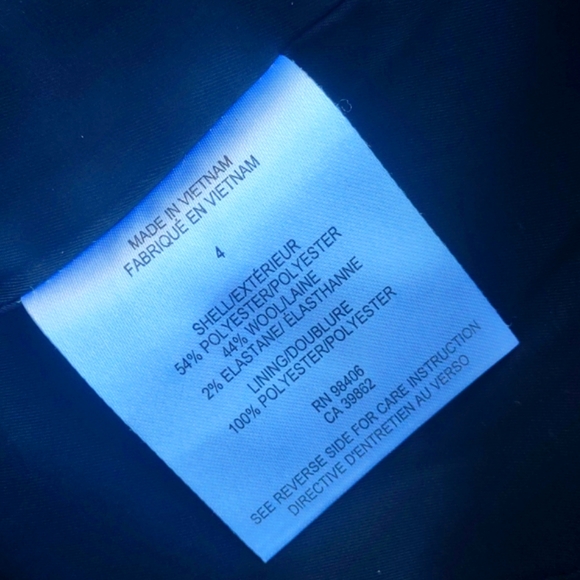 MADE IN VIETNAM
FABRIQUÉ EN VIETNAM
4
SHELL/EXTÉRIEUR
54% POLYESTER/POLYESTER
44% WOOL/LAINE
2% ELASTANE/ ÉLASTHANNE
LINING/DOUBLURE
100% POLYESTER/POLYESTER
RN 98406
CA 39862
SEE REVERSE SIDE FOR CARE INSTRUCTION
DIRECTIVE D'ENTRETIEN AU VERSO